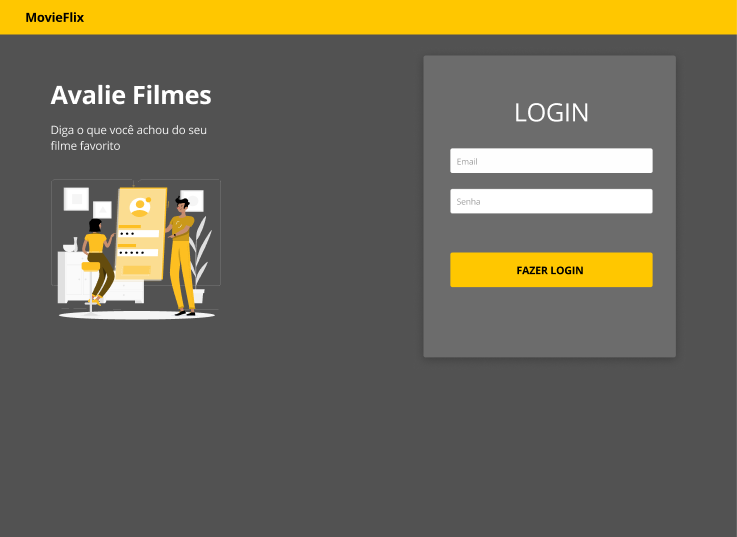 MovieFlix
Avalie Filmes
Diga o que você achou do seu
filme favorito
LOGIN
Email
Senha
FAZER LOGIN